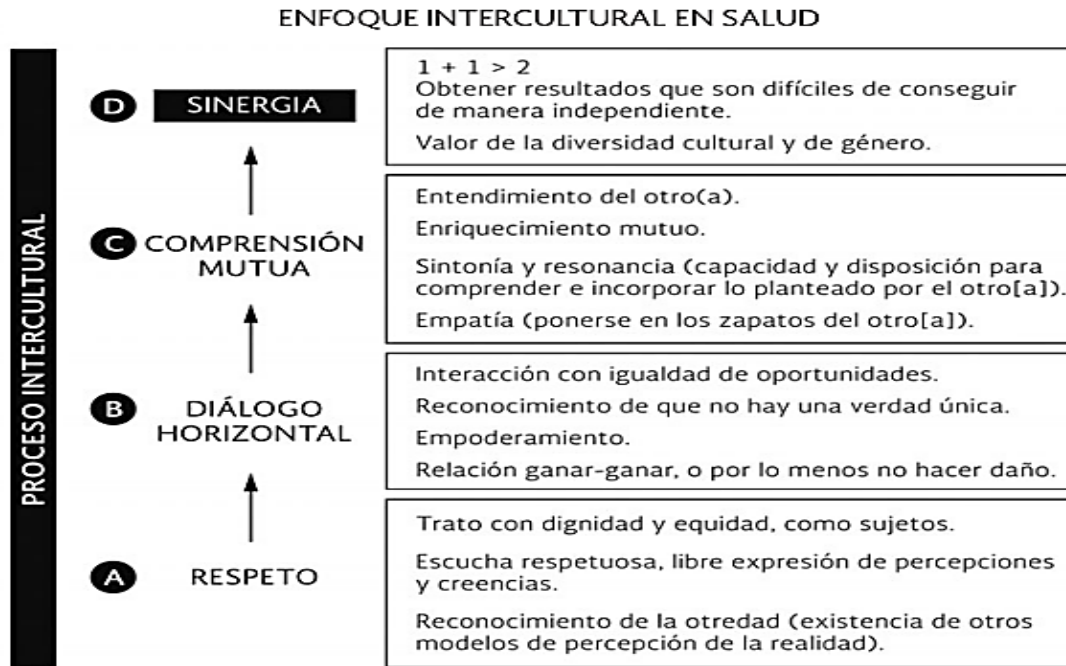 ENFOQUE INTERCULTURAL EN SALUD
PROCESO INTERCULTURAL
D SINERGIA
1 + 1 > 2
Obtener resultados que son difíciles de conseguir
de manera independiente.
Valor de la diversidad cultural y de género.
C COMPRENSIÓN
MUTUA
Entendimiento del otro(a).
Enriquecimiento mutuo.
Sintonía y resonancia (capacidad y disposición para
comprender e incorporar lo planteado por el otro[a]).
Empatía (ponerse en los zapatos del otro[a]).
B DIÁLOGO
HORIZONTAL
Interacción con igualdad de oportunidades.
Reconocimiento de que no hay una verdad única.
Empoderamiento.
Relación ganar-ganar, o por lo menos no hacer daño.
A RESPETO
Trato con dignidad y equidad, como sujetos.
Escucha respetuosa, libre expresión de percepciones
y creencias.
Reconocimiento de la otredad (existencia de otros
modelos de percepción de la realidad).